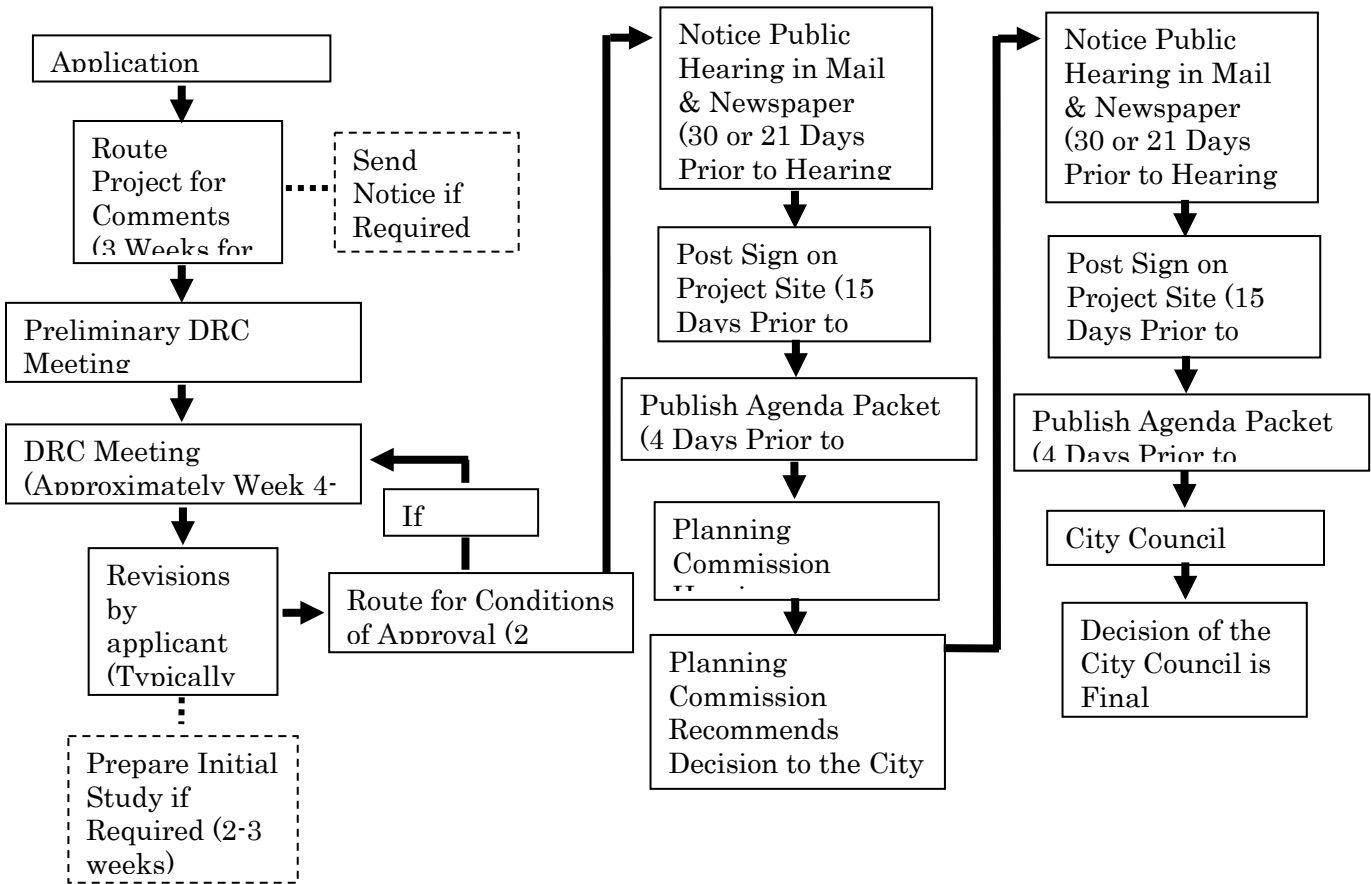 Application
Route
Project for
Comments
(3 Weeks for
Send
Notice if
Required
Preliminary DRC
Meeting
DRC Meeting
(Approximately Week 4-
If
Revisions
by
applicant
(Typically
Route for Conditions
of Approval (2
Prepare Initial
Study if
Required (2-3
weeks)
Notice Public
Hearing in Mail
& Newspaper
(30 or 21 Days
Prior to Hearing
Post Sign on
Project Site (15
Days Prior to
Publish Agenda Packet
(4 Days Prior to
Planning
Commission
Planning
Commission
Recommends
Decision to the City
Notice Public
Hearing in Mail
& Newspaper
(30 or 21 Days
Prior to Hearing
Post Sign on
Project Site (15
Days Prior to
Publish Agenda Packet
(4 Days Prior to
City Council
Decision of the
City Council is
Final